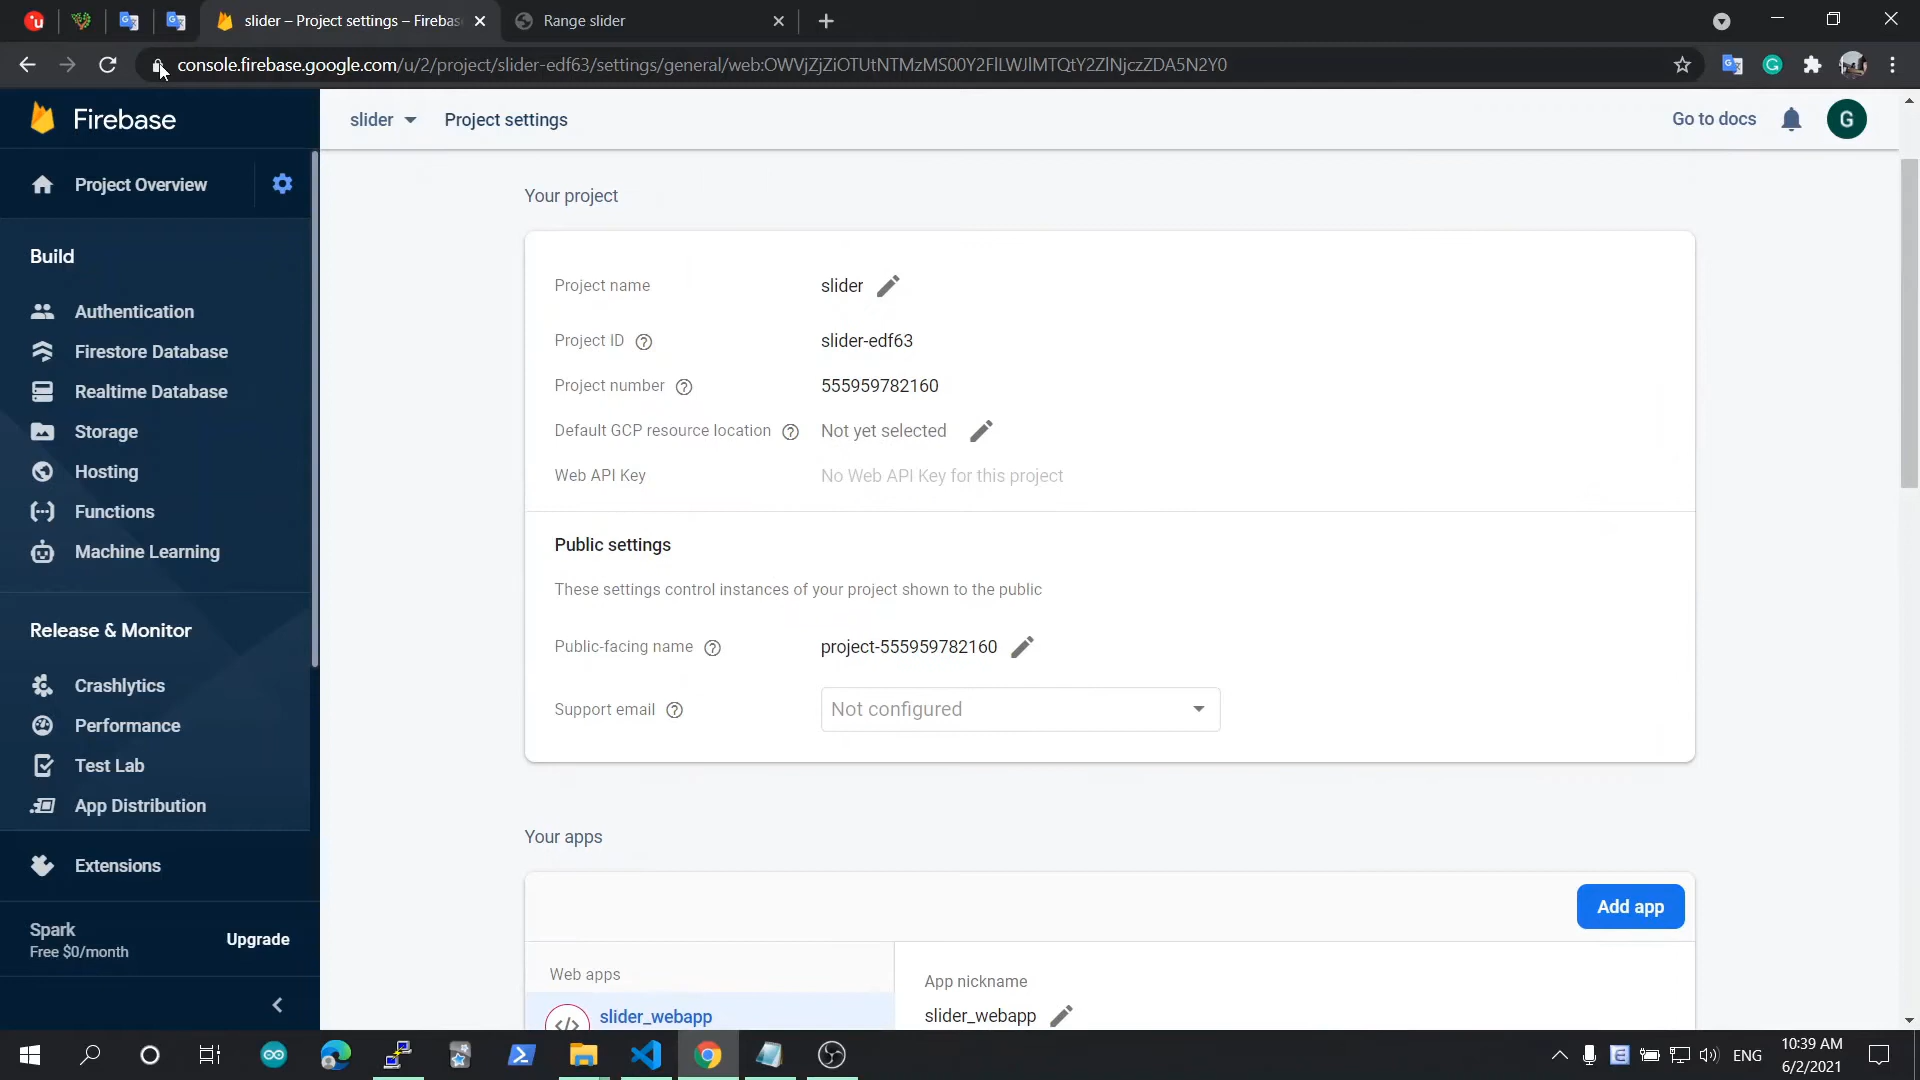 slider – Project settings – Firebas
Range slider
console.firebase.google.com/u/2/project/slider-edf63/settings/general/web:OWVjZjZiOTUtNTMzMS00Y2FlLWJlMTQtY2ZlNjczZDA5N2Y0
Firebase
slider
Project settings
Go to docs
G
Project Overview
Build
Authentication
Firestore Database
Realtime Database
Storage
Hosting
Functions
Machine Learning
Release & Monitor
Crashlytics
Performance
Test Lab
App Distribution
Extensions
Spark
Free $0/month
Upgrade
Your project
Project name
slider
Project ID
slider-edf63
Project number
555959782160
Default GCP resource location
Not yet selected
Web API Key
No Web API Key for this project
Public settings
These settings control instances of your project shown to the public
Public-facing name
project-555959782160
Support email
Not configured
Your apps
Add app
Web apps
slider_webapp
App nickname
slider_webapp
ENG
10:39 AM
6/2/2021